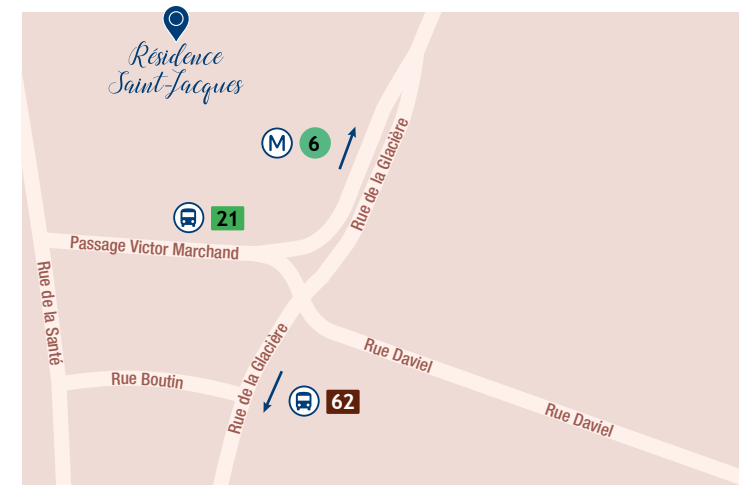 Résidence
Saint-Jacques
M 6
Rue de la Glacière
21
Passage Victor Marchand
Rue de la Santé
Rue de la Glacière
Rue Daviel
Rue Boutin
62
Rue Daviel